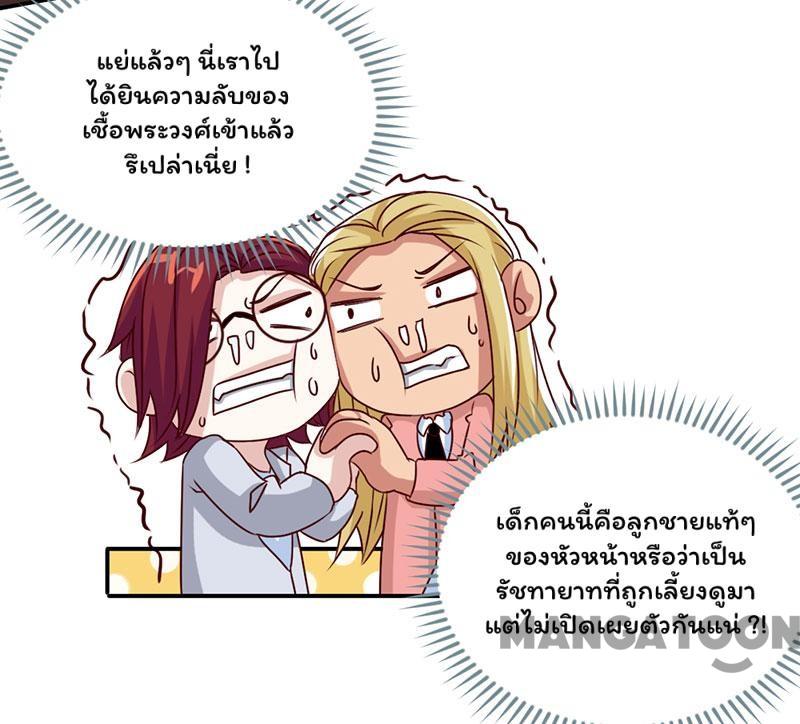 แย่แล้วๆ นี่เราไป
ได้ยินความลับของ
เชื้อพระวงศ์เข้าแล้ว
รึเปล่าเนี่ย !
เด็กคนนี้คือลูกชายแท้ๆ
ของหัวหน้าหรือว่าเป็น
รัชทายาทที่ถูกเลี้ยงดูมา
แต่ไม่เปิดเผยตัวกันแน่ ?!
MANGATOON